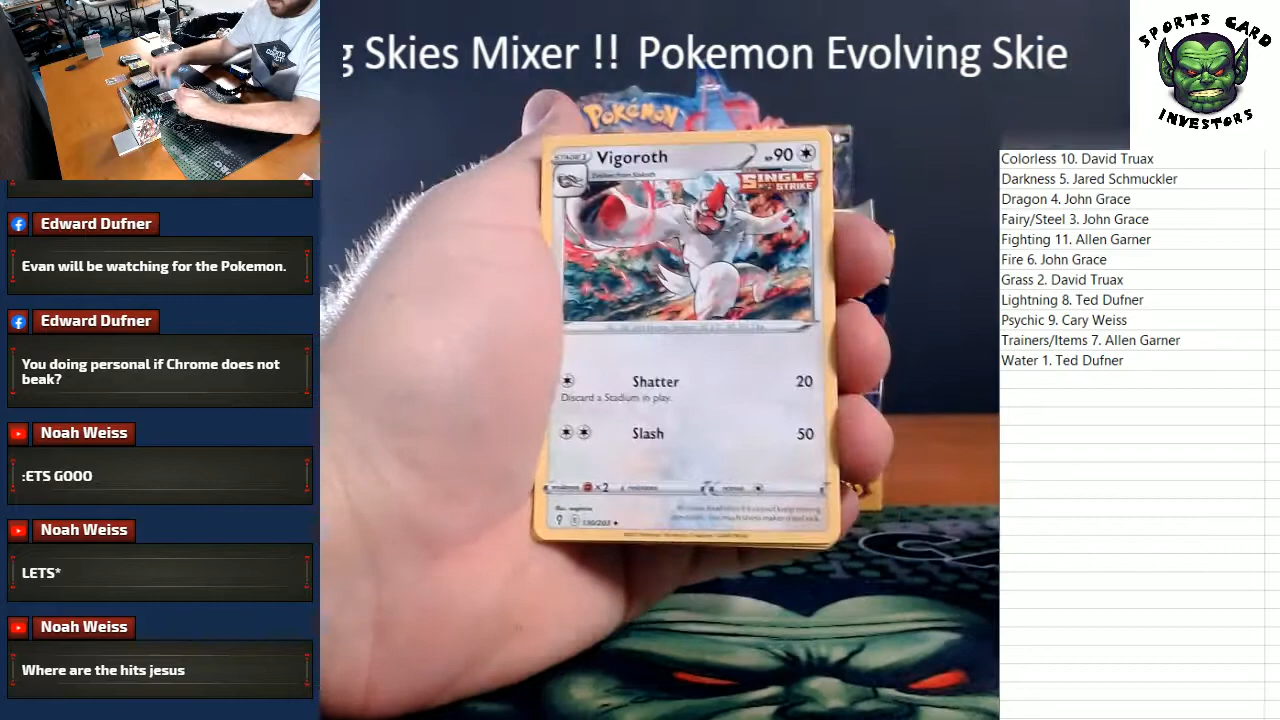 g Skies Mixer !! Pokemon Evolving Skie
SPORTS CARD
INVESTORS
Edward Dufner
Evan will be watching for the Pokemon.
Edward Dufner
You doing personal if Chrome does not
beak?
Noah Weiss
:ETS GOOO
Noah Weiss
LETS*
Noah Weiss
Where are the hits jesus
POKéMON
Vigoroth
90
SINGLE
STRIKE
Shatter 20
Discard a Stadium in play.
Slash 50
x2
130/203
Colorless 10. David Truax
Darkness 5. Jared Schmuckler
Dragon 4. John Grace
Fairy/Steel 3. John Grace
Fighting 11. Allen Garner
Fire 6. John Grace
Grass 2. David Truax
Lightning 8. Ted Dufner
Psychic 9. Cary Weiss
Trainers/Items 7. Allen Garner
Water 1. Ted Dufner